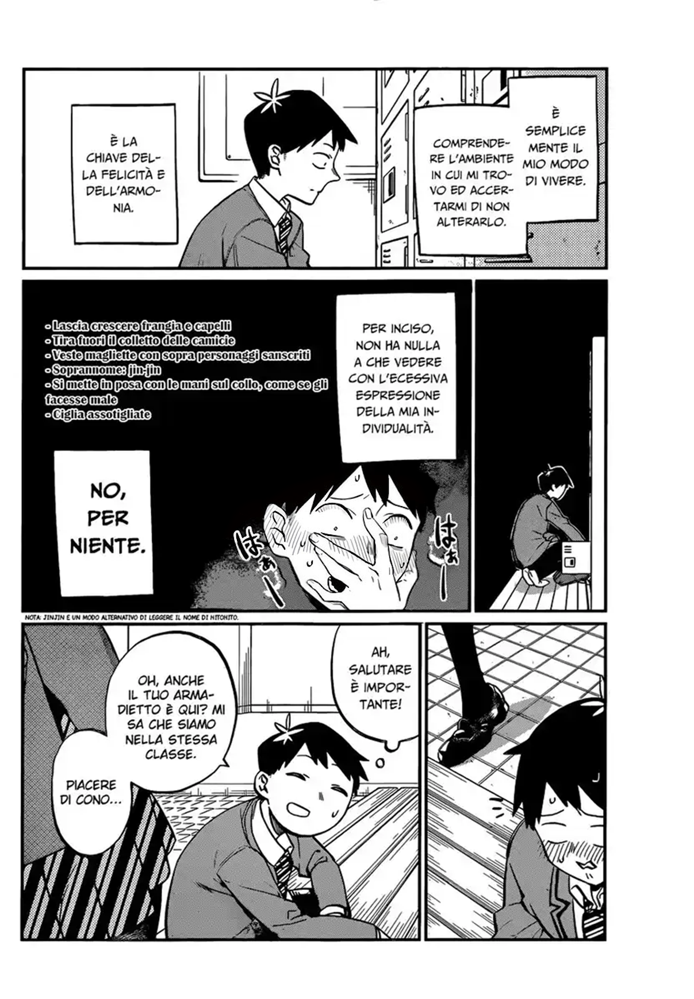 È
SEMPLICE
MENTE IL
MIO MODO
DI VIVERE.
COMPRENDE-
RE L'AMBIENTE
IN CUI MI TRO-
VO ED ACCER-
TARMI DI NON
ALTERARLO.
È LA
CHIAVE DEL-
LA FELICITÀ E
DELL'ARMO-
NIA.
PER INCISO,
NON HA NULLA
A CHE VEDERE
CON L'ECESSIVA
ESPRESSIONE
DELLA MIA IN-
DIVIDUALITÀ.
- Lascia crescere frangia e capelli
- Tira fuori il colletto delle camicie
- Veste magliette con sopra personaggi sanscriti
- Soprannome: jin-jin
- Si mette in posa con le mani sul collo, come se gli
facesse male
- Ciglia assotigliate
はぁー
はぁー
NO,
PER
NIENTE.
NOTA: JINJIN E UN MODO ALTERNATIVO DI LEGGERE IL NOME DI HITOHITO.
AH,
SALUTARE
È IMPOR-
TANTE!
OH, ANCHE
IL TUO ARMA-
DIETTO È QUI? MI
SA CHE SIAMO
NELLA STESSA
CLASSE.
PIACERE
DI CONO...